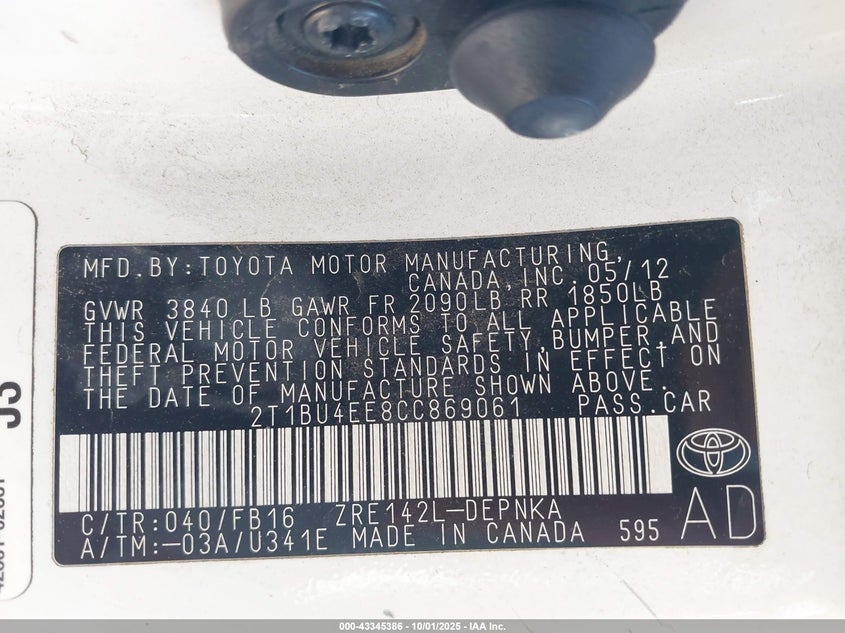 MFD.BY:TOYOTA MOTOR MANUFACTURING,
CANADA,INC. 05/12
GVWR 3840 LB GAWR FR 2090LB RR 1850LB
THIS VEHICLE CONFORMS TO ALL APPLICABLE
FEDERAL MOTOR VEHICLE SAFETY,BUMPER,AND
THEFT PREVENTION STANDARDS IN EFFECT ON
THE DATE OF MANUFACTURE SHOWN ABOVE.
2T1BU4EE8CC869061 PASS.CAR
C/TR:040/FB16 ZRE142L-DEPNKA
A/TM:-03A/U341E MADE IN CANADA 595
AD
000-43345386 - 10/01/2025 - IAA Inc.